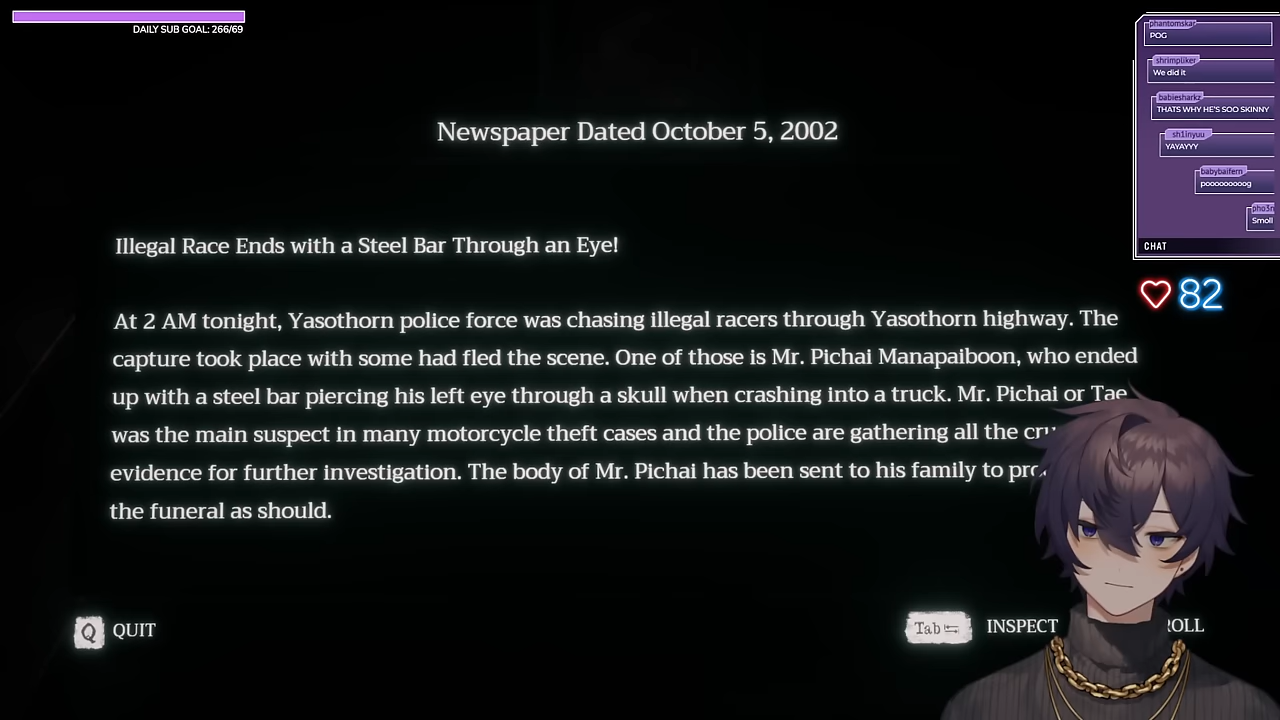 DAILY SUB GOAL: 266/69
Newspaper Dated October 5, 2002
Illegal Race Ends with a Steel Bar Through an Eye!
At 2 AM tonight, Yasothorn police force was chasing illegal racers through Yasothorn highway. The
capture took place with some had fled the scene. One of those is Mr. Pichai Manapaiboon, who ended
up with a steel bar piercing his left eye through a skull when crashing into a truck. Mr. Pichai or Tae
was the main suspect in many motorcycle theft cases and the police are gathering all the
evidence for further investigation. The body of Mr. Pichai has been sent to his family to
the funeral as should.
Q QUIT
Tab INSPECT
POG
shrimpliker
We did it
babiesharkz
THATS WHY HE'S SOO SKINNY
sh1inyuu
YAYAYYY
babybaifern
pooooooooog
Smoll
CHAT
82